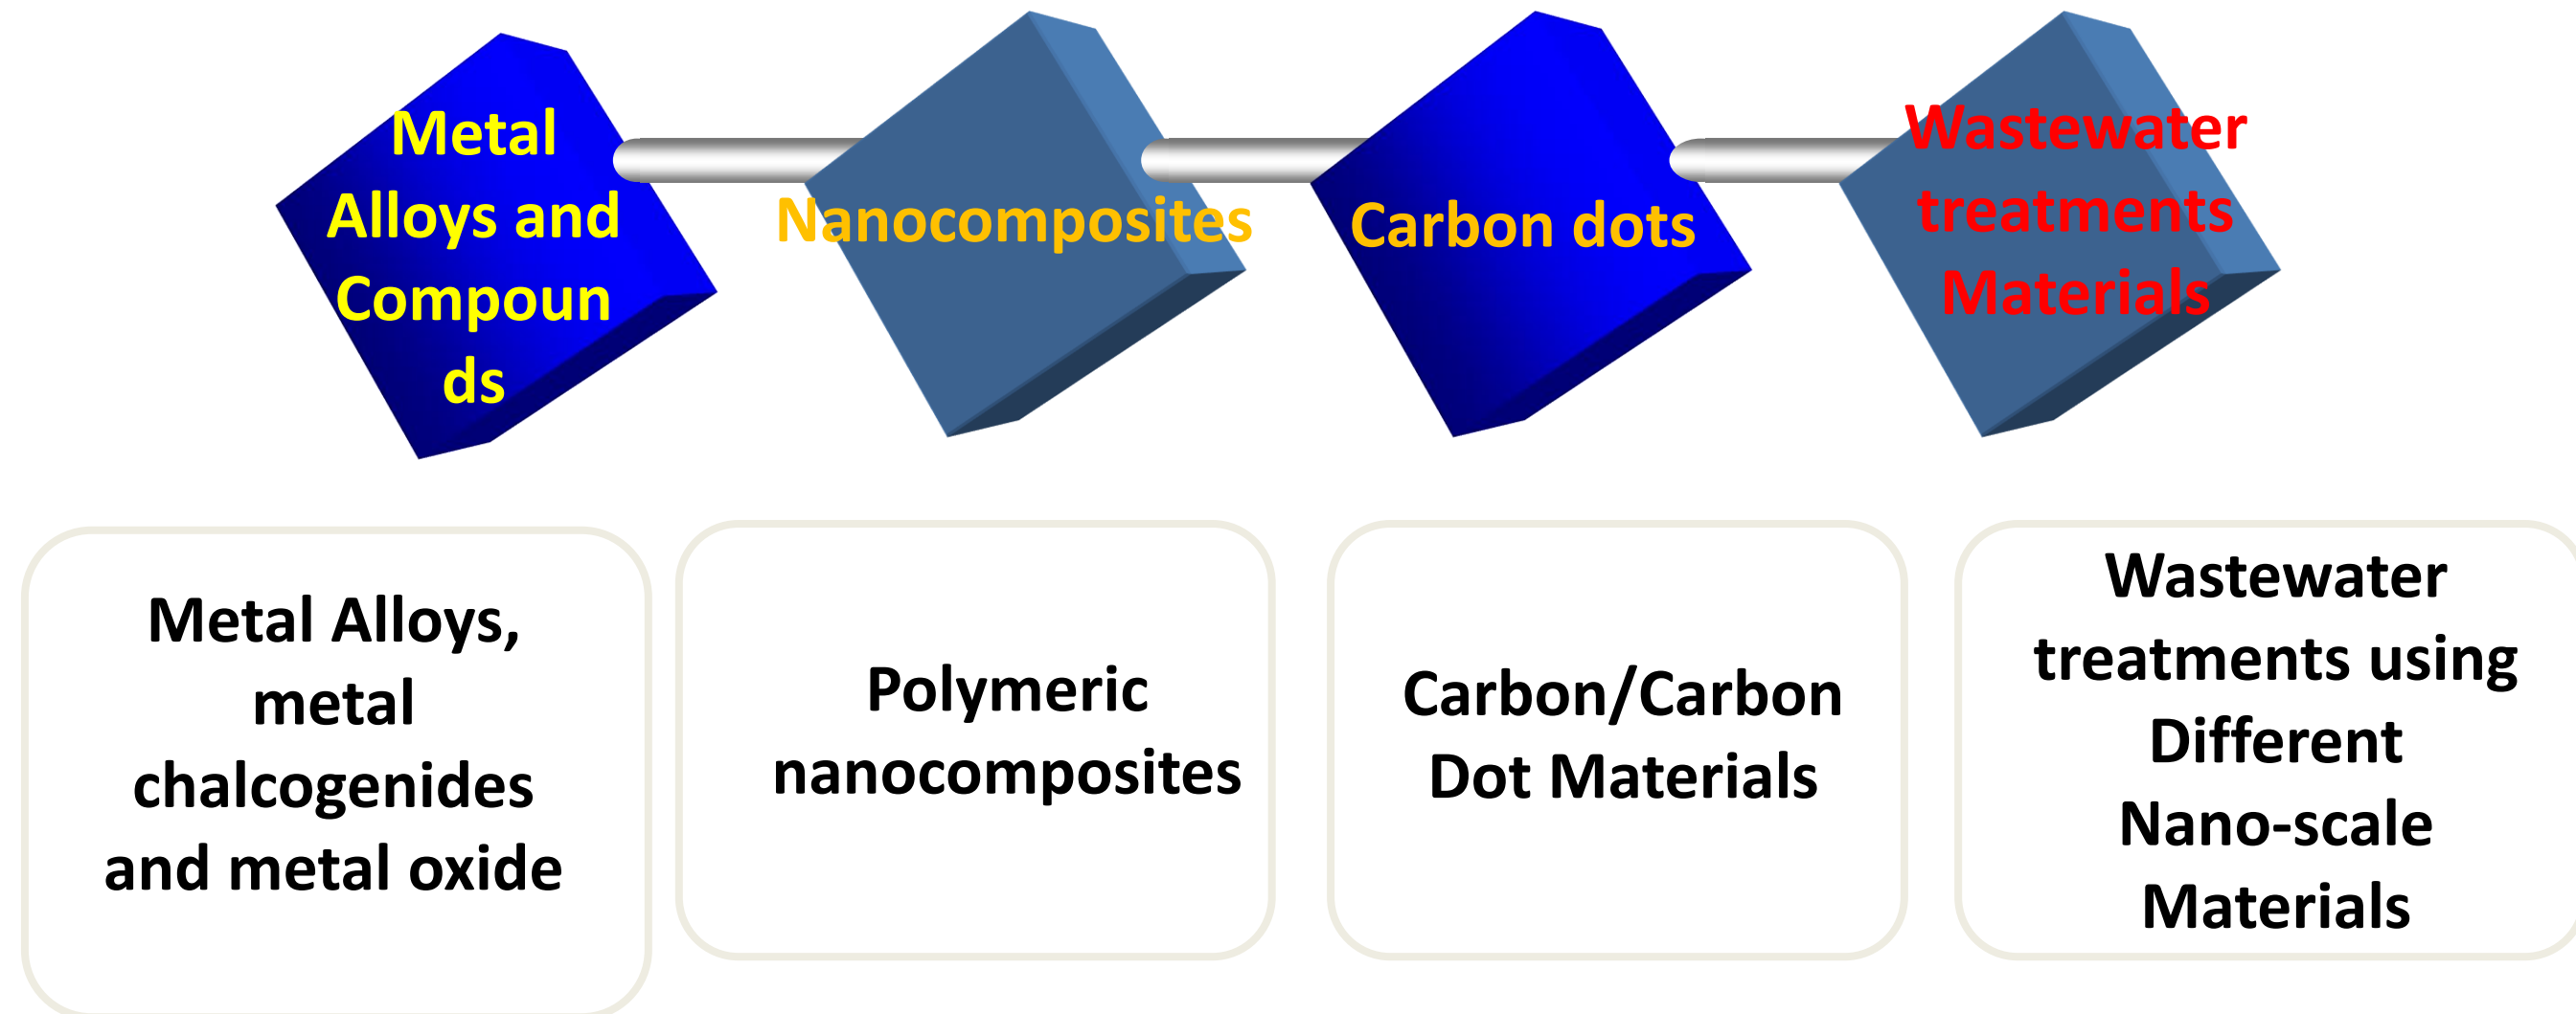 Metal
Alloys and
Compoun
ds
Nanocomposites
Carbon dots
Wastewater
treatments
Materials
Metal Alloys,
metal
chalcogenides
and metal oxide
Polymeric
nanocomposites
Carbon/Carbon
Dot Materials
Wastewater
treatments using
Different
Nano-scale
Materials